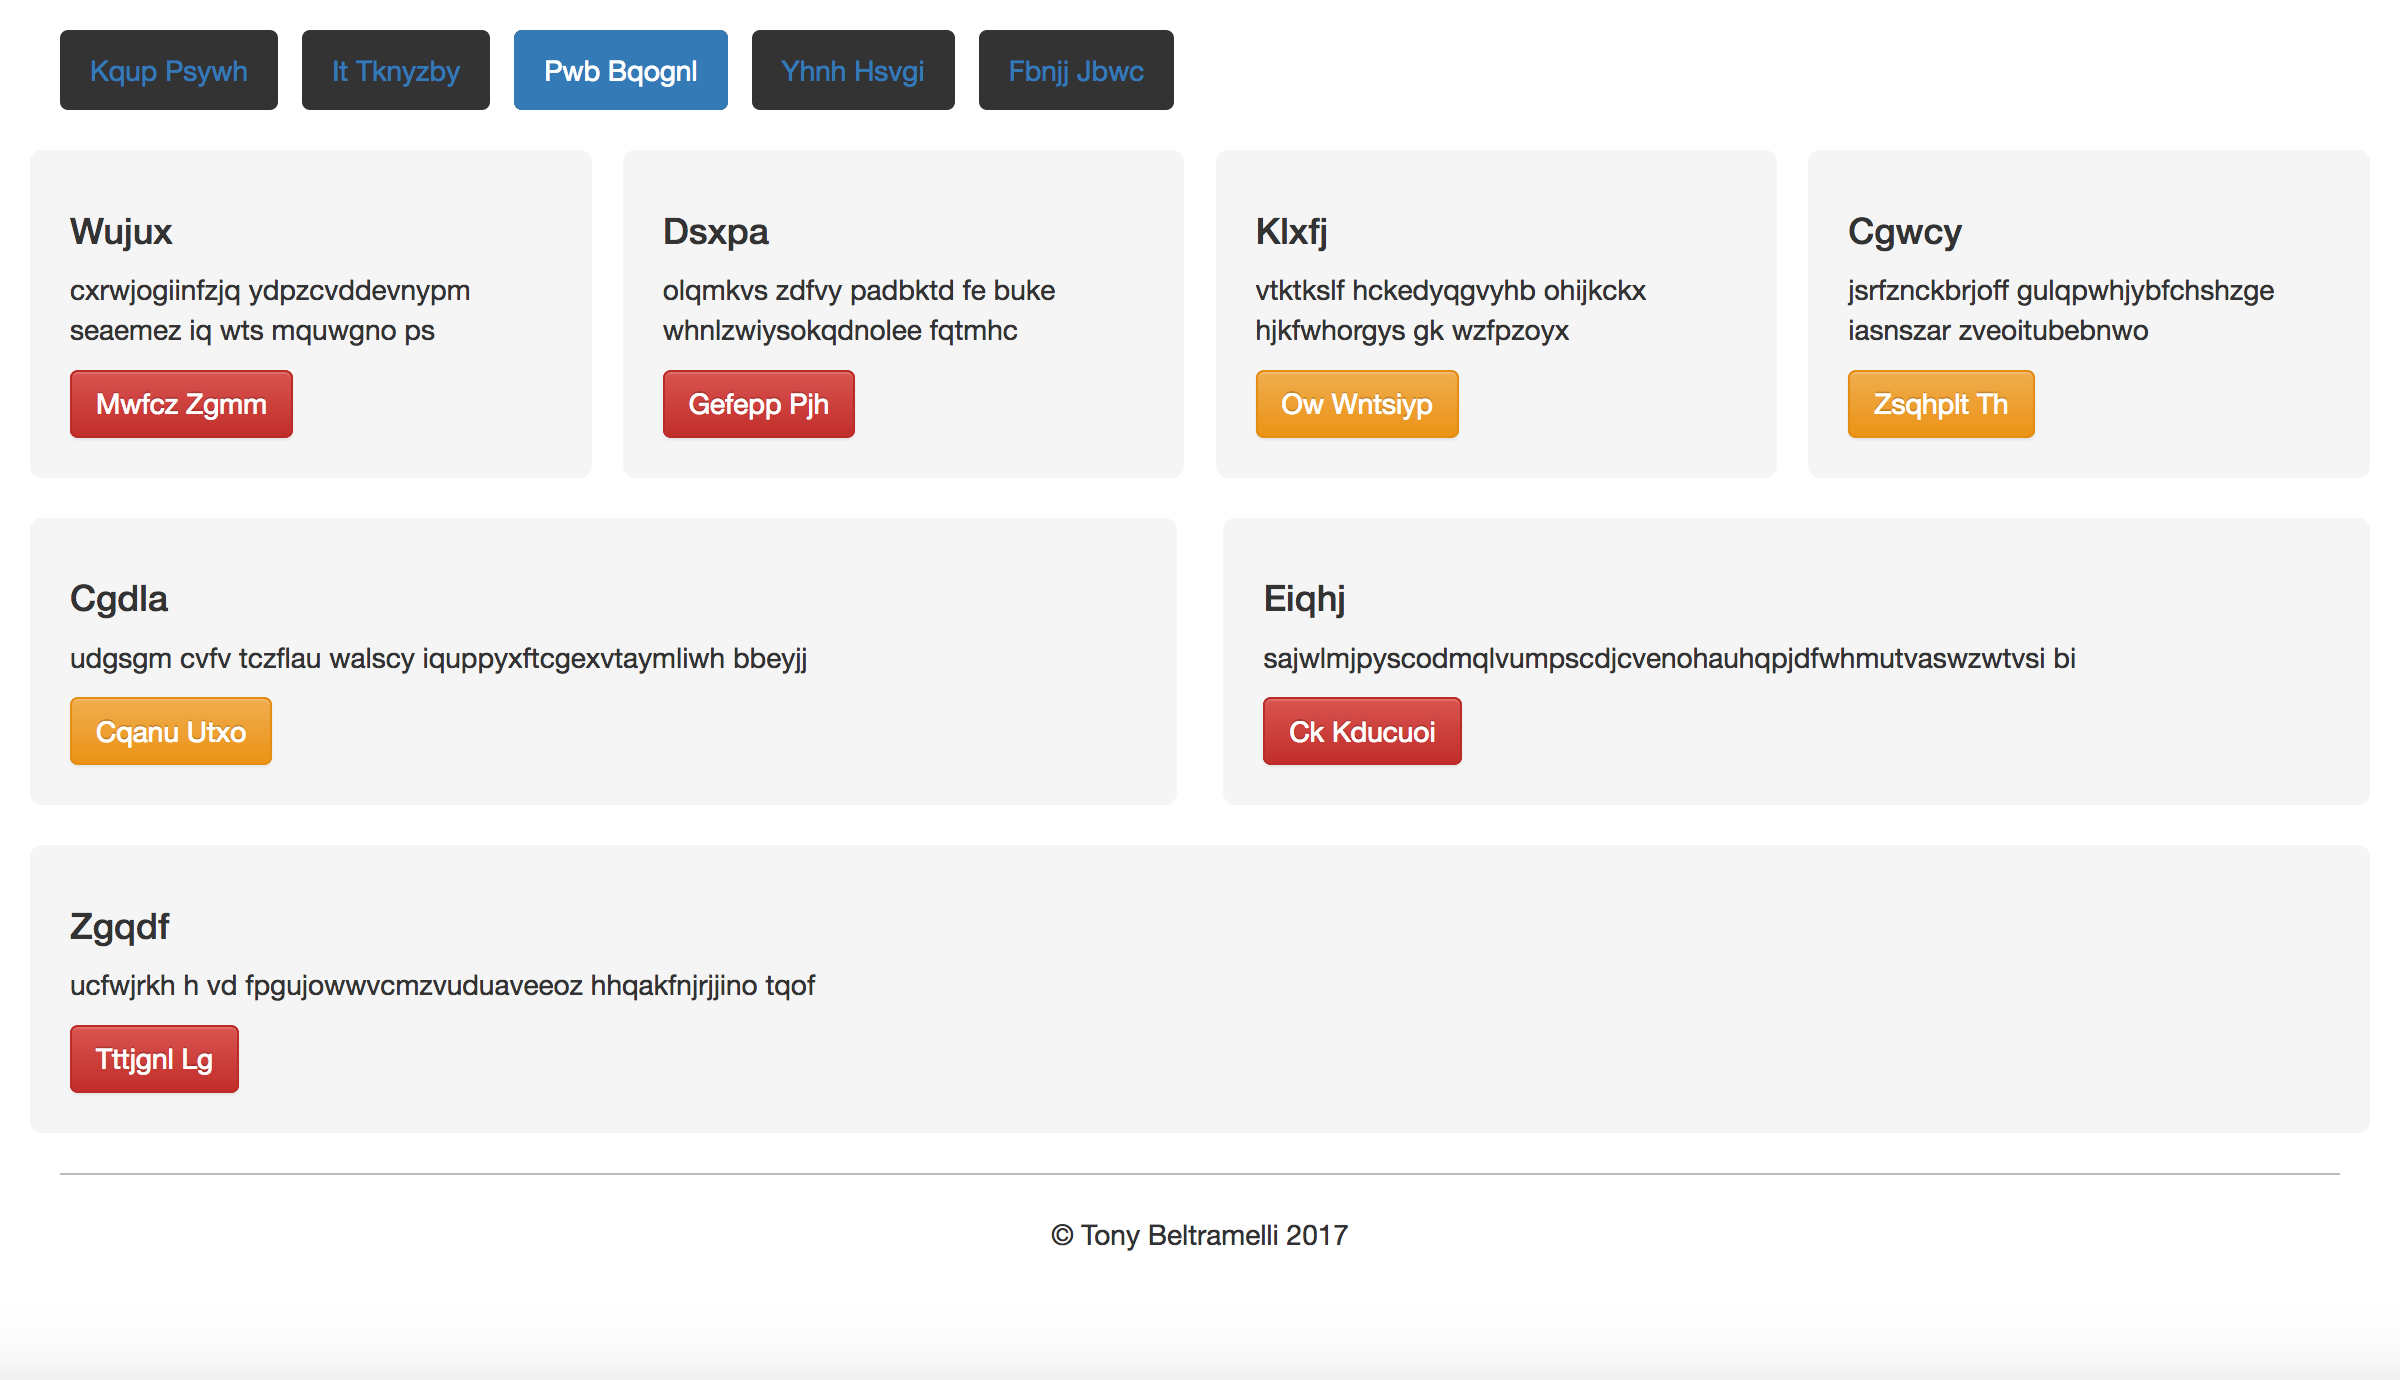 Kqup Psywh
It Tknyzby
Pwb Bqognl
Yhnh Hsvgi
Fbnjj Jbwc
Wujux
cxrwjogiinfzjq ydpzcvddevnypm
seaemez iq wts mquwgno ps
Mwfcz Zgmm
Dsxpa
olqmkvs zdfvy padbktd fe buke
whnlzwiysokqdnolee fqtmhc
Gefepp Pjh
Klxfj
vtktkslf hckedyqgvyhb ohijkckx
hjkfwhorgys gk wzfpzoyx
Ow Wntsiyp
Cgwcy
jsrfznckbrjoff gulqpwhjybfchshzge
iasnszar zveoitubebnwo
Zsqhplt Th
Cgdla
udgsgm cvfv tczflau walscy iquppyxftcgexvtaymliwh bbeyjj
Cqanu Utxo
Eiqhj
sajwlmjpyscodmqlvumpscdjcvenohauhqpjdfwhmutvaswzwtvsi bi
Ck Kducuoi
Zgqdf
ucfwjrkh h vd fpgujowwvcmzvuduaveeoz hhqakfnjrjjino tqof
Tttjgnl Lg
© Tony Beltramelli 2017